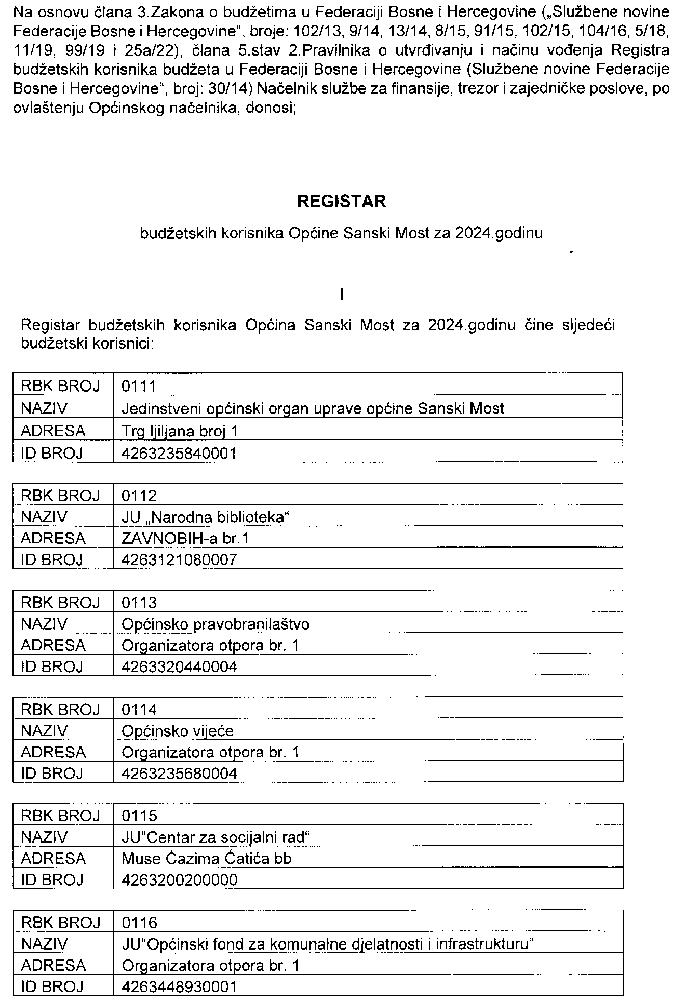 Na osnovu člana 3.Zakona o budžetima u Federaciji Bosne i Hercegovine („Službene novine
Federacije Bosne i Hercegovine“, broje: 102/13, 9/14, 13/14, 8/15, 91/15, 102/15, 104/16, 5/18,
11/19, 99/19 i 25a/22), člana 5.stav 2.Pravilnika o utvrđivanju i načinu vođenja Registra
budžetskih korisnika budžeta u Federaciji Bosne i Hercegovine (Službene novine Federacije
Bosne i Hercegovine“, broj: 30/14) Načelnik službe za finansije, trezor i zajedničke poslove, po
ovlaštenju Općinskog načelnika, donosi;
REGISTAR
budžetskih korisnika Općine Sanski Most za 2024.godinu
I
Registar budžetskih korisnika Općina Sanski Most za 2024.godinu čine sljedeći
budžetski korisnici:
RBK BROJ 0111
NAZIV Jedinstveni općinski organ uprave općine Sanski Most
ADRESA Trg ljiljana broj 1
ID BROJ 4263235840001
RBK BROJ 0112
NAZIV JU „Narodna biblioteka“
ADRESA ZAVNOBIH-a br.1
ID BROJ 4263121080007
RBK BROJ 0113
NAZIV Općinsko pravobranilaštvo
ADRESA Organizatora otpora br. 1
ID BROJ 4263320440004
RBK BROJ 0114
NAZIV Općinsko vijeće
ADRESA Organizatora otpora br. 1
ID BROJ 4263235680004
RBK BROJ 0115
NAZIV JU“Centar za socijalni rad“
ADRESA Muse Ćazima Ćatića bb
ID BROJ 4263200200000
RBK BROJ 0116
NAZIV JU“Općinski fond za komunalne djelatnosti i infrastrukturu“
ADRESA Organizatora otpora br. 1
ID BROJ 4263448930001